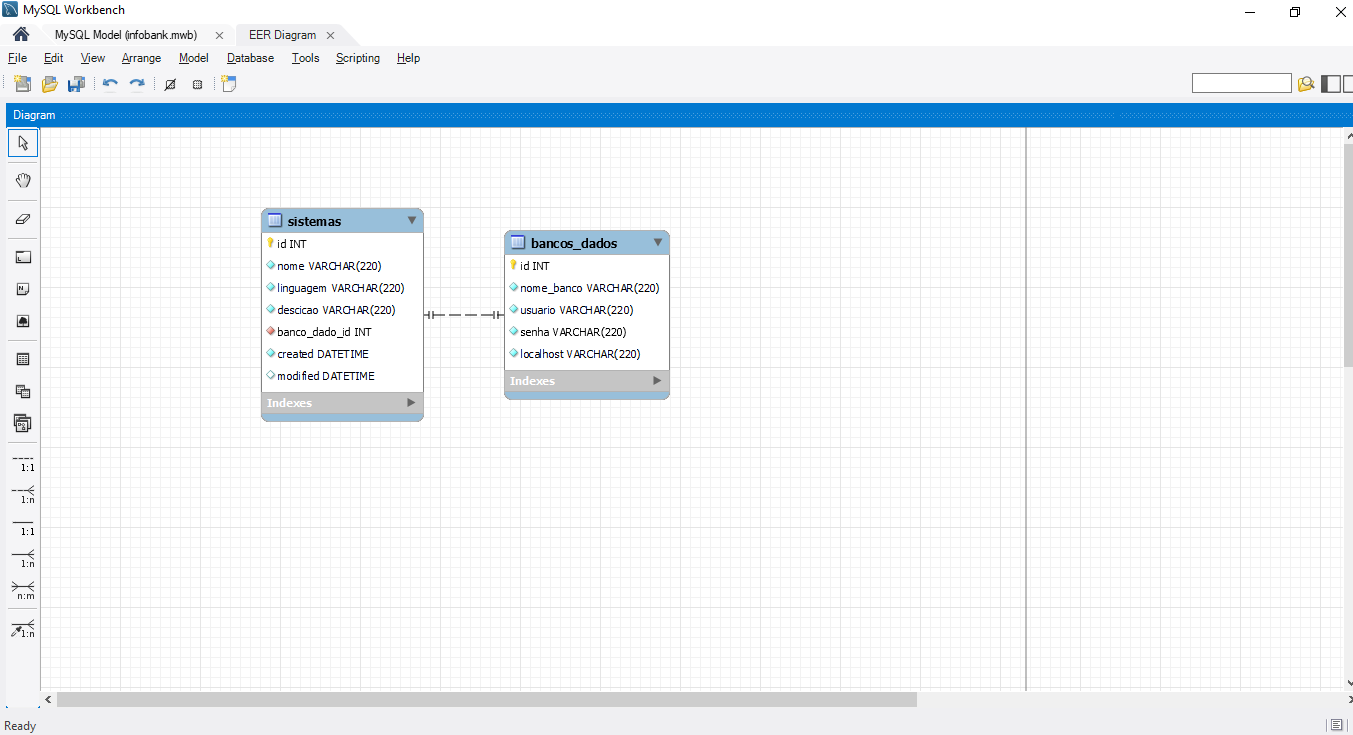 MySQL Workbench
MySQL Model (infobank.mwb)
EER Diagram
File Edit View Arrange Model Database Tools Scripting Help
Diagram
sistemas
id INT
nome VARCHAR(220)
linguagem VARCHAR(220)
descicao VARCHAR(220)
banco_dado_id INT
created DATETIME
modified DATETIME
Indexes
bancos_dados
id INT
nome_banco VARCHAR(220)
usuario VARCHAR(220)
senha VARCHAR(220)
localhost VARCHAR(220)
Indexes
1:1
1:n
1:1
1:n
n:m
1:n
Ready